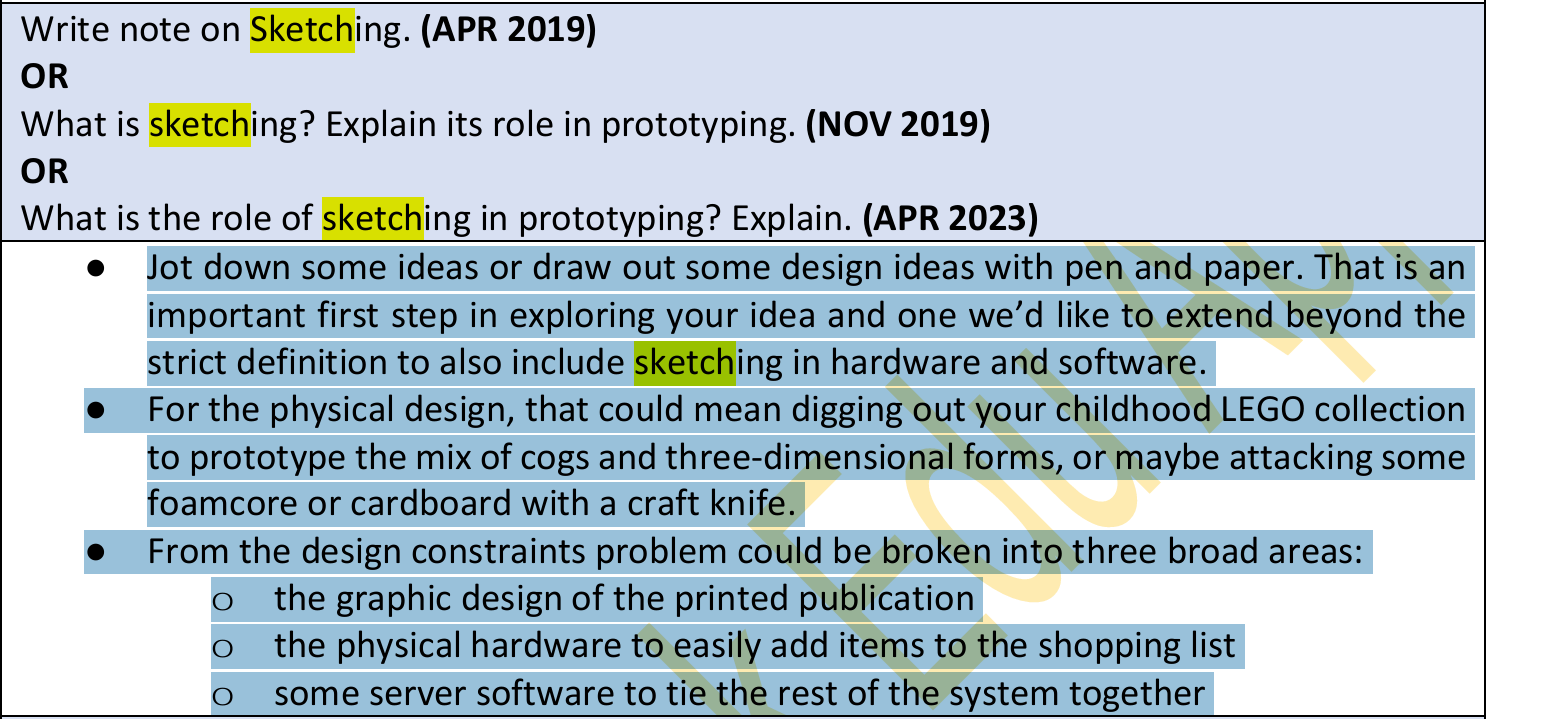 Write note on Sketching. (APR 2019)
OR
What is sketching? Explain its role in prototyping. (NOV 2019)
OR
What is the role of sketching in prototyping? Explain. (APR 2023)
● Jot down some ideas or draw out some design ideas with pen and paper. That is an
important first step in exploring your idea and one we’d like to extend beyond the
strict definition to also include sketching in hardware and software.
● For the physical design, that could mean digging out your childhood LEGO collection
to prototype the mix of cogs and three-dimensional forms, or maybe attacking some
foamcore or cardboard with a craft knife.
● From the design constraints problem could be broken into three broad areas:
o the graphic design of the printed publication
o the physical hardware to easily add items to the shopping list
o some server software to tie the rest of the system together